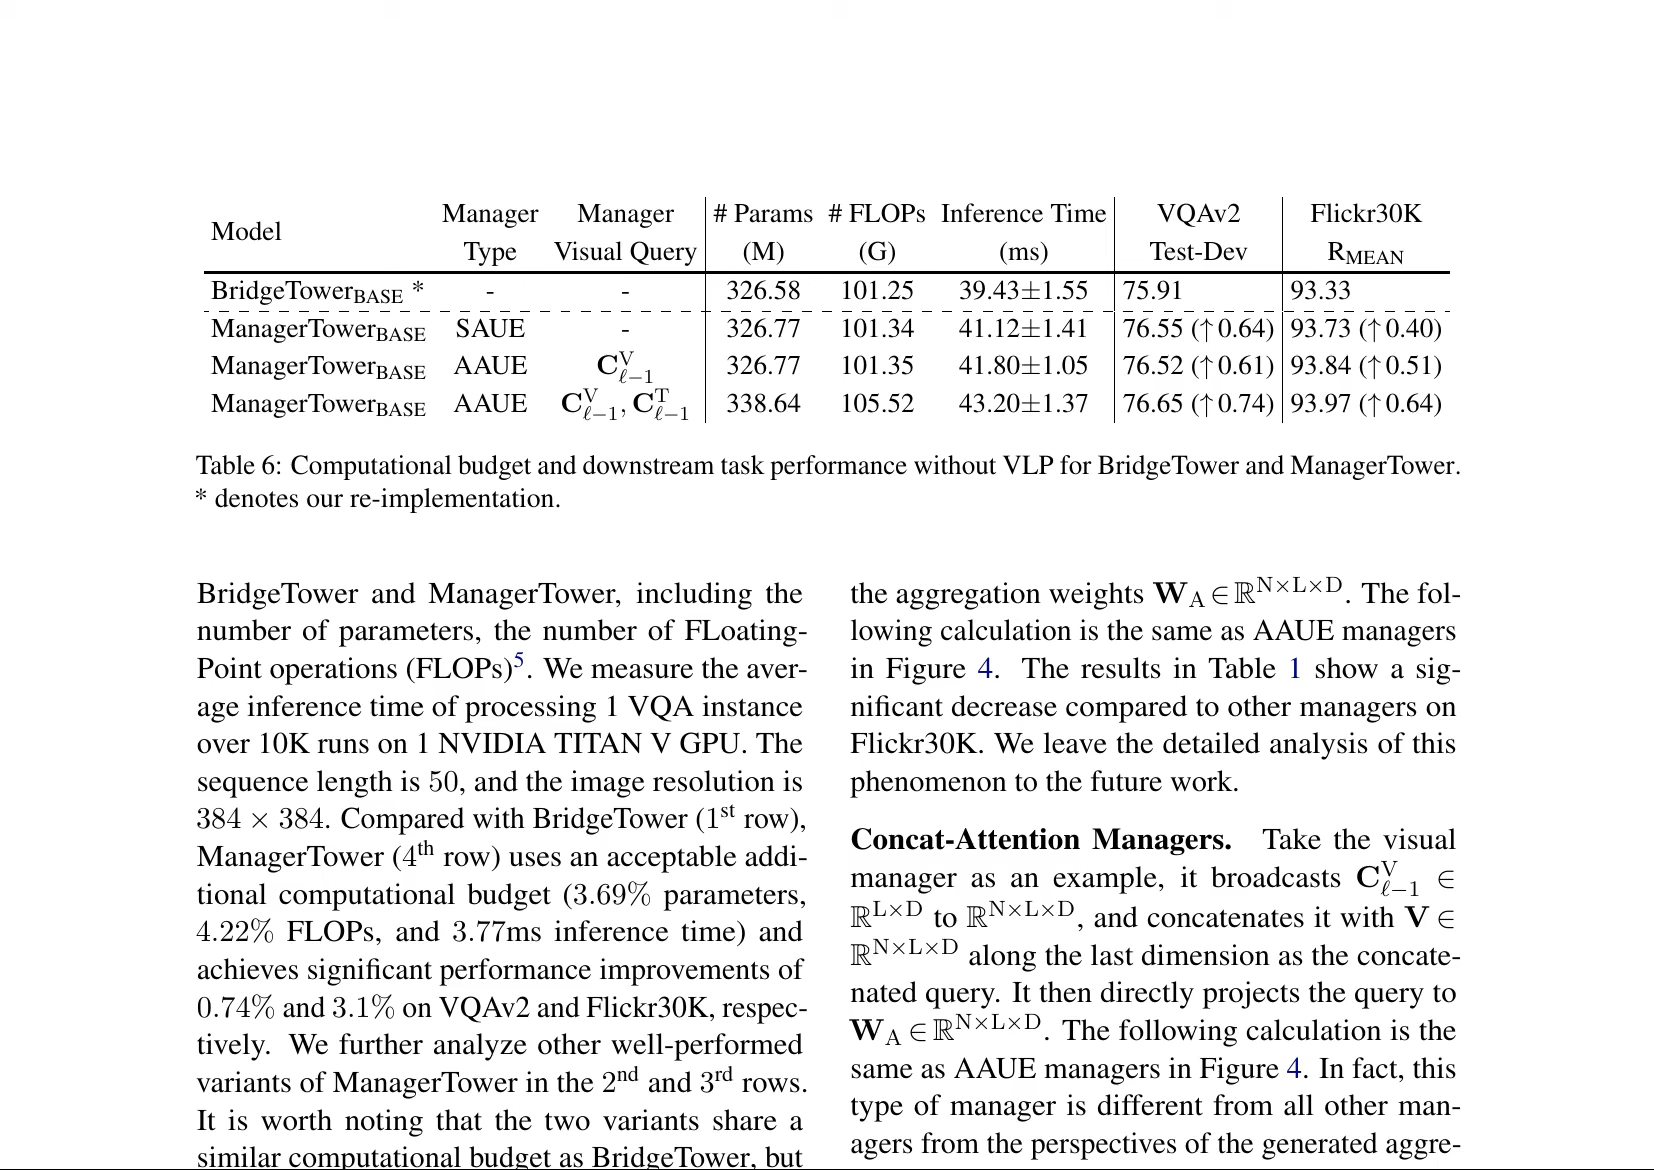 Model Manager Type Manager Visual Query # Params (M) # FLOPs (G) Inference Time (ms) VQAv2 Test-Dev Flickr30K R_MEAN
BridgeTower_BASE * - - 326.58 101.25 39.43±1.55 75.91 93.33
ManagerTower_BASE SAUE - 326.77 101.34 41.12±1.41 76.55 (↑0.64) 93.73 (↑0.40)
ManagerTower_BASE AAUE C^V_{ℓ−1} 326.77 101.35 41.80±1.05 76.52 (↑0.61) 93.84 (↑0.51)
ManagerTower_BASE AAUE C^V_{ℓ−1}, C^T_{ℓ−1} 338.64 105.52 43.20±1.37 76.65 (↑0.74) 93.97 (↑0.64)
Table 6: Computational budget and downstream task performance without VLP for BridgeTower and ManagerTower.
* denotes our re-implementation.
BridgeTower and ManagerTower, including the
number of parameters, the number of FLoating-
Point operations (FLOPs)⁵. We measure the aver-
age inference time of processing 1 VQA instance
over 10K runs on 1 NVIDIA TITAN V GPU. The
sequence length is 50, and the image resolution is
384 × 384. Compared with BridgeTower (1^st row),
ManagerTower (4^th row) uses an acceptable addi-
tional computational budget (3.69% parameters,
4.22% FLOPs, and 3.77ms inference time) and
achieves significant performance improvements of
0.74% and 3.1% on VQAv2 and Flickr30K, respec-
tively. We further analyze other well-performed
variants of ManagerTower in the 2^nd and 3^rd rows.
It is worth noting that the two variants share a
similar computational budget as BridgeTower, but
the aggregation weights W_A ∈ ℝ^{N×L×D}. The fol-
lowing calculation is the same as AAUE managers
in Figure 4. The results in Table 1 show a sig-
nificant decrease compared to other managers on
Flickr30K. We leave the detailed analysis of this
phenomenon to the future work.
Concat-Attention Managers. Take the visual
manager as an example, it broadcasts C^V_{ℓ−1} ∈
ℝ^{L×D} to ℝ^{N×L×D}, and concatenates it with V ∈
ℝ^{N×L×D} along the last dimension as the concate-
nated query. It then directly projects the query to
W_A ∈ ℝ^{N×L×D}. The following calculation is the
same as AAUE managers in Figure 4. In fact, this
type of manager is different from all other man-
agers from the perspectives of the generated aggre-